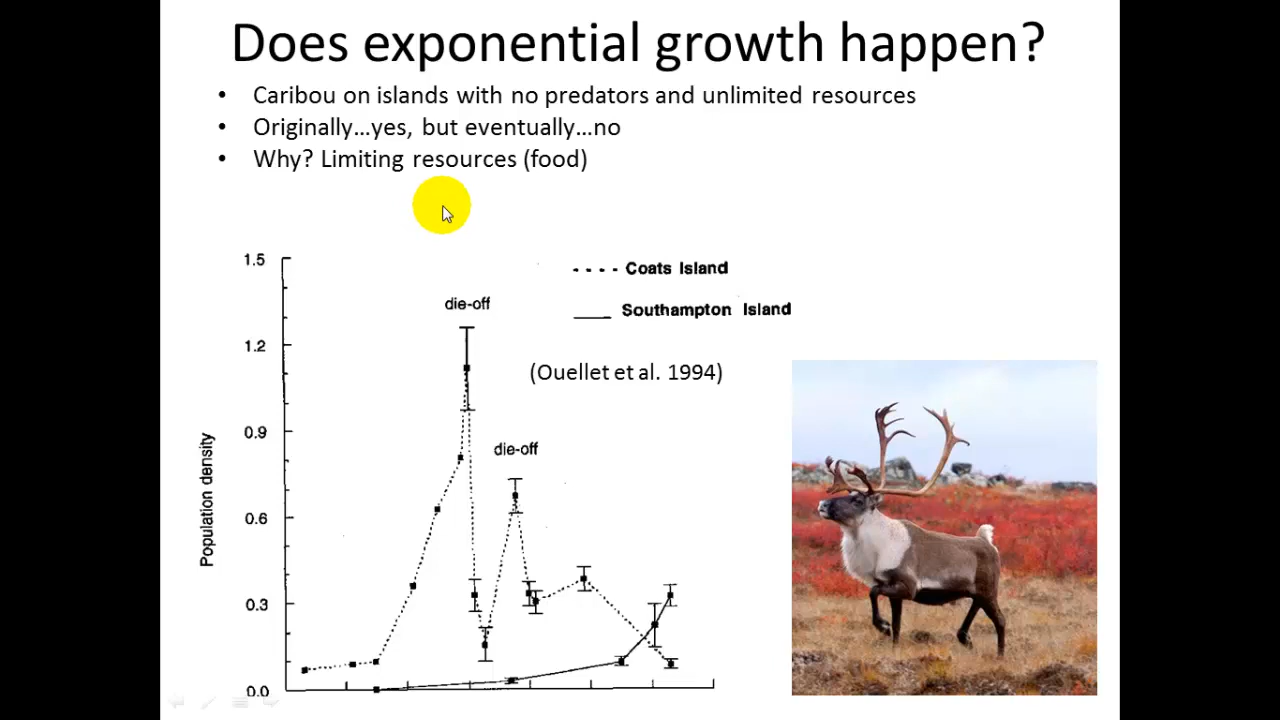 Does exponential growth happen?
• Caribou on islands with no predators and unlimited resources
• Originally...yes, but eventually...no
• Why? Limiting resources (food)
1.5
1.2
0.9
0.6
0.3
0.0
Population density
die-off
die-off
Coats Island
Southampton Island
(Ouellet et al. 1994)